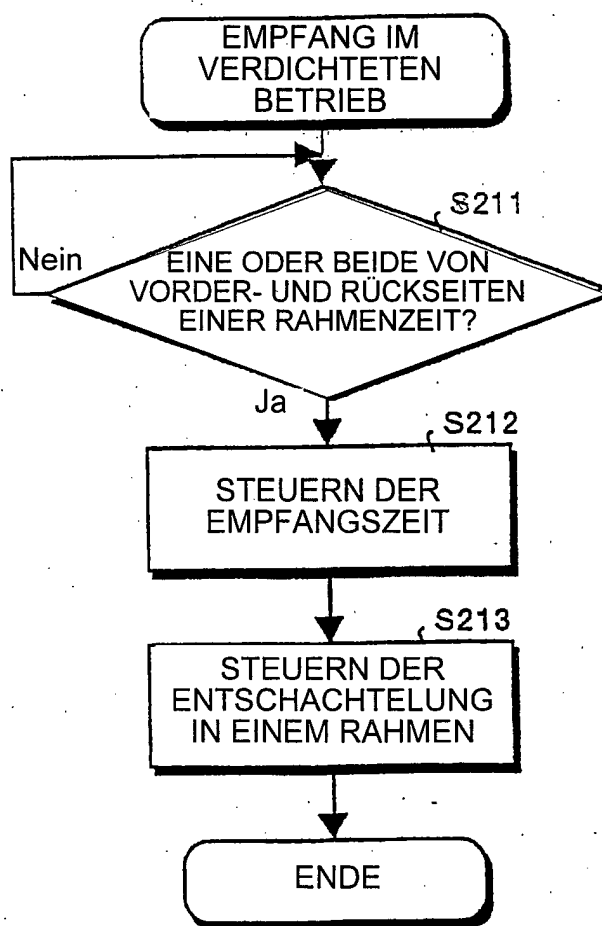 EMPFANG IM
VERDICHTETEN
BETRIEB
S211
Nein
EINE ODER BEIDE VON
VORDER- UND RÜCKSEITEN
EINER RAHMENZEIT?
Ja
S212
STEUERN DER
EMPFANGSZEIT
S213
STEUERN DER
ENTSCHACHTELUNG
IN EINEM RAHMEN
ENDE